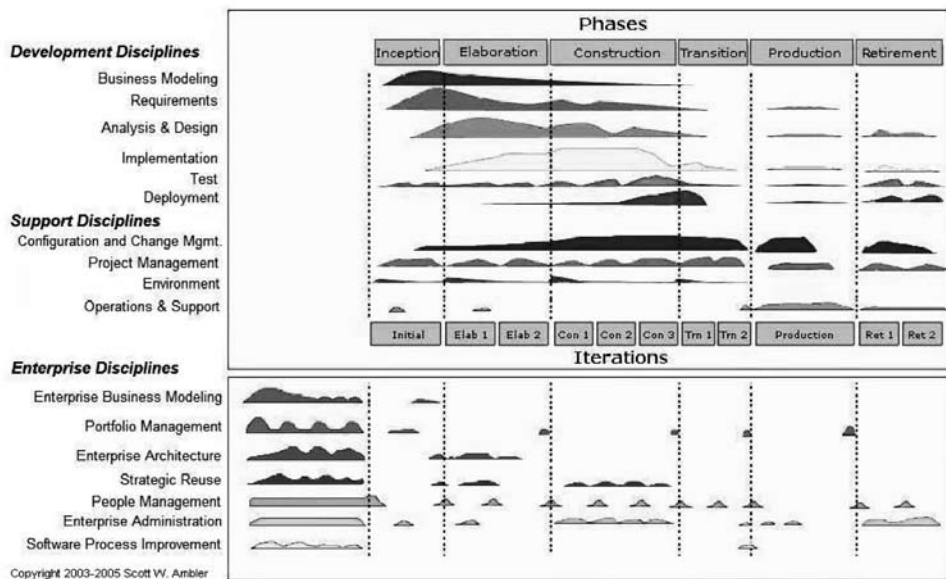 Phases
Development Disciplines
Inception Elaboration Construction Transition Production Retirement
Business Modeling
Requirements
Analysis & Design
Implementation
Test
Deployment
Support Disciplines
Configuration and Change Mgmt.
Project Management
Environment
Operations & Support
Initial Elab 1 Elab 2 Con 1 Con 2 Con 3 Trn 1 Trn 2 Production Ret 1 Ret 2
Iterations
Enterprise Disciplines
Enterprise Business Modeling
Portfolio Management
Enterprise Architecture
Strategic Reuse
People Management
Enterprise Administration
Software Process Improvement
Copyright 2003-2005 Scott W. Ambler